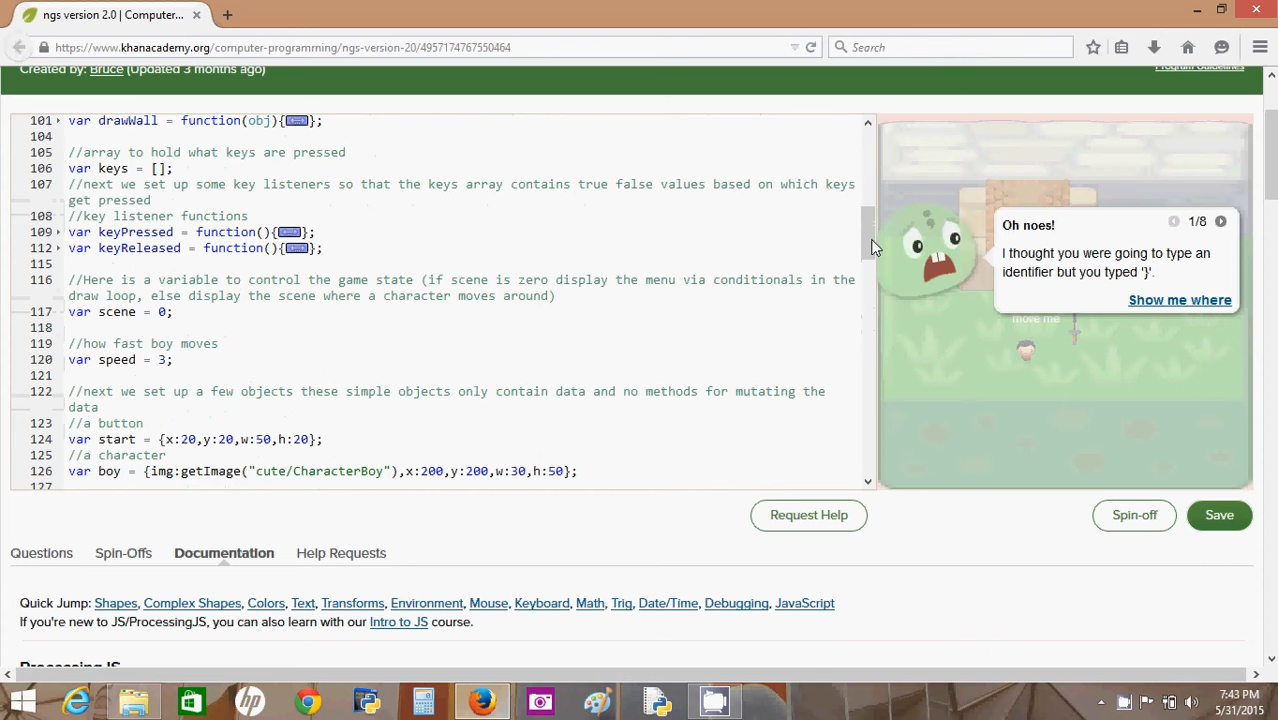 ngs version 2.0 | Computer...
https://www.khanacademy.org/computer-programming/ngs-version-20/4957174767550464
Search
Created by: Bruce (Updated 3 months ago)
Program Guidelines
101 var drawWall = function(obj){};
104
105 //array to hold what keys are pressed
106 var keys = [];
107 //next we set up some key listeners so that the keys array contains true false values based on which keys
get pressed
108 //key listener functions
109 var keyPressed = function(){};
112 var keyReleased = function(){};
115
116 //Here is a variable to control the game state (if scene is zero display the menu via conditionals in the
draw loop, else display the scene where a character moves around)
117 var scene = 0;
118
119 //how fast boy moves
120 var speed = 3;
121
122 //next we set up a few objects these simple objects only contain data and no methods for mutating the
data
123 //a button
124 var start = {x:20,y:20,w:50,h:20};
125 //a character
126 var boy = {img:getImage("cute/CharacterBoy"),x:200,y:200,w:30,h:50};
127
Oh noes!
1/8
I thought you were going to type an
identifier but you typed '}'.
Show me where
move me
Request Help
Spin-off
Save
Questions
Spin-Offs
Documentation
Help Requests
Quick Jump: Shapes, Complex Shapes, Colors, Text, Transforms, Environment, Mouse, Keyboard, Math, Trig, Date/Time, Debugging, JavaScript
If you're new to JS/ProcessingJS, you can also learn with our Intro to JS course.
ProcessingJS
hp
7:43 PM
5/31/2015